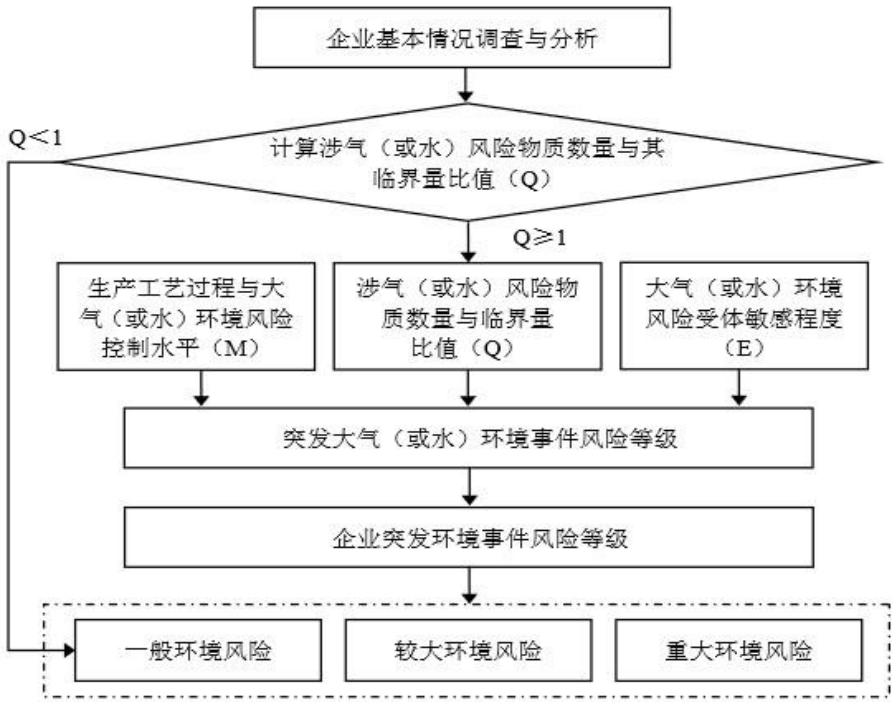 企业基本情况调查与分析
Q＜1
计算涉气（或水）风险物质数量与其
临界量比值（Q）
Q≥1
生产工艺过程与大
气（或水）环境风险
控制水平（M）
涉气（或水）风险物
质数量与临界量
比值（Q）
大气（或水）环境
风险受体敏感程度
（E）
突发大气（或水）环境事件风险等级
企业突发环境事件风险等级
一般环境风险
较大环境风险
重大环境风险